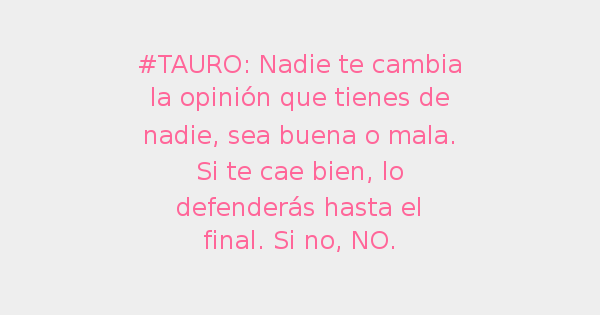 #TAURO: Nadie te cambia
la opinión que tienes de
nadie, sea buena o mala.
Si te cae bien, lo
defenderás hasta el
final. Si no, NO.